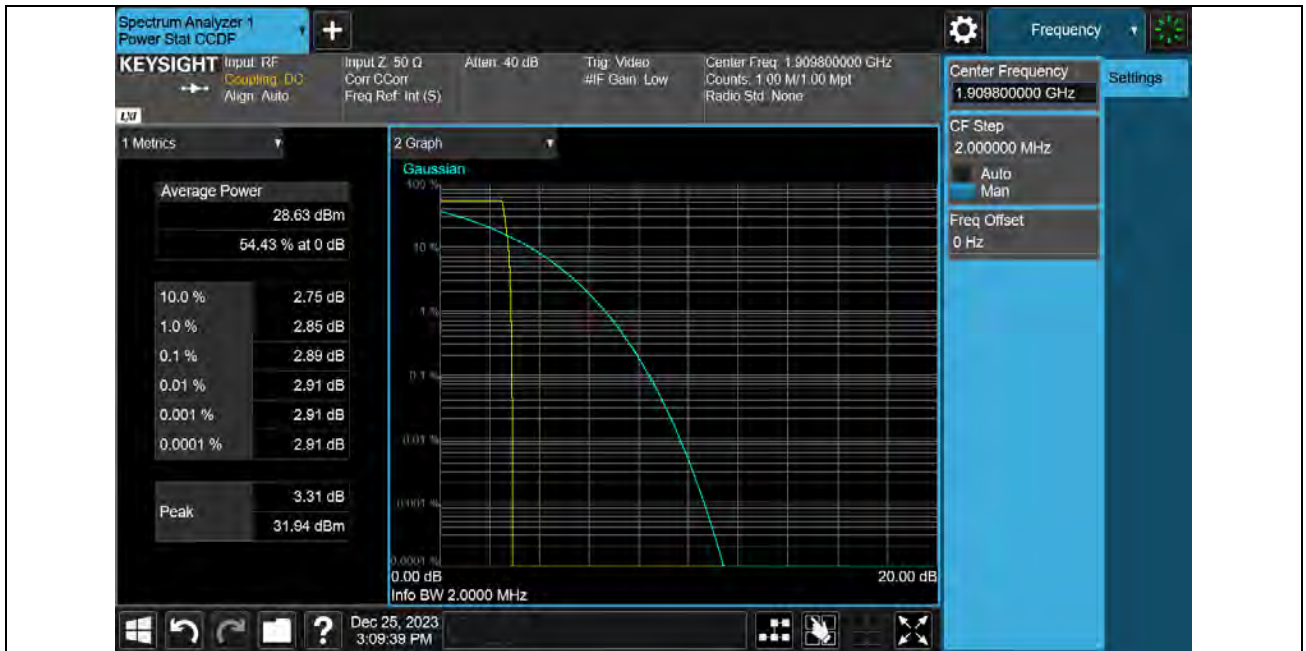 Spectrum Analyzer 1
Power Stat CCDF
+
Frequency
KEYSIGHT
Input: RF
Coupling: DC
Align: Auto
Input Z: 50 Ω
Corr CCorr
Freq Ref: Int (S)
Atten: 40 dB
Trig: Video
#IF Gain: Low
Center Freq: 1.909800000 GHz
Counts: 1.00 M/1.00 Mpt
Radio Std: None
LXI
Center Frequency
1.909800000 GHz
Settings
CF Step
2.000000 MHz
Auto
Man
Freq Offset
0 Hz
1 Metrics
Average Power
28.63 dBm
54.43 % at 0 dB
10.0 % 2.75 dB
1.0 % 2.85 dB
0.1 % 2.89 dB
0.01 % 2.91 dB
0.001 % 2.91 dB
0.0001 % 2.91 dB
Peak
3.31 dB
31.94 dBm
2 Graph
Gaussian
100 %
10 %
1 %
0.1 %
0.01 %
0.001 %
0.0001 %
0.00 dB
20.00 dB
Info BW 2.0000 MHz
?
Dec 25, 2023
3:09:39 PM